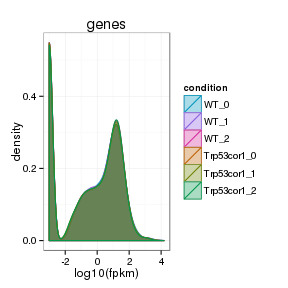 genes
density
0.4
0.2
0.0
-2
0
2
4
log10(fpkm)
condition
WT_0
WT_1
WT_2
Trp53cor1_0
Trp53cor1_1
Trp53cor1_2